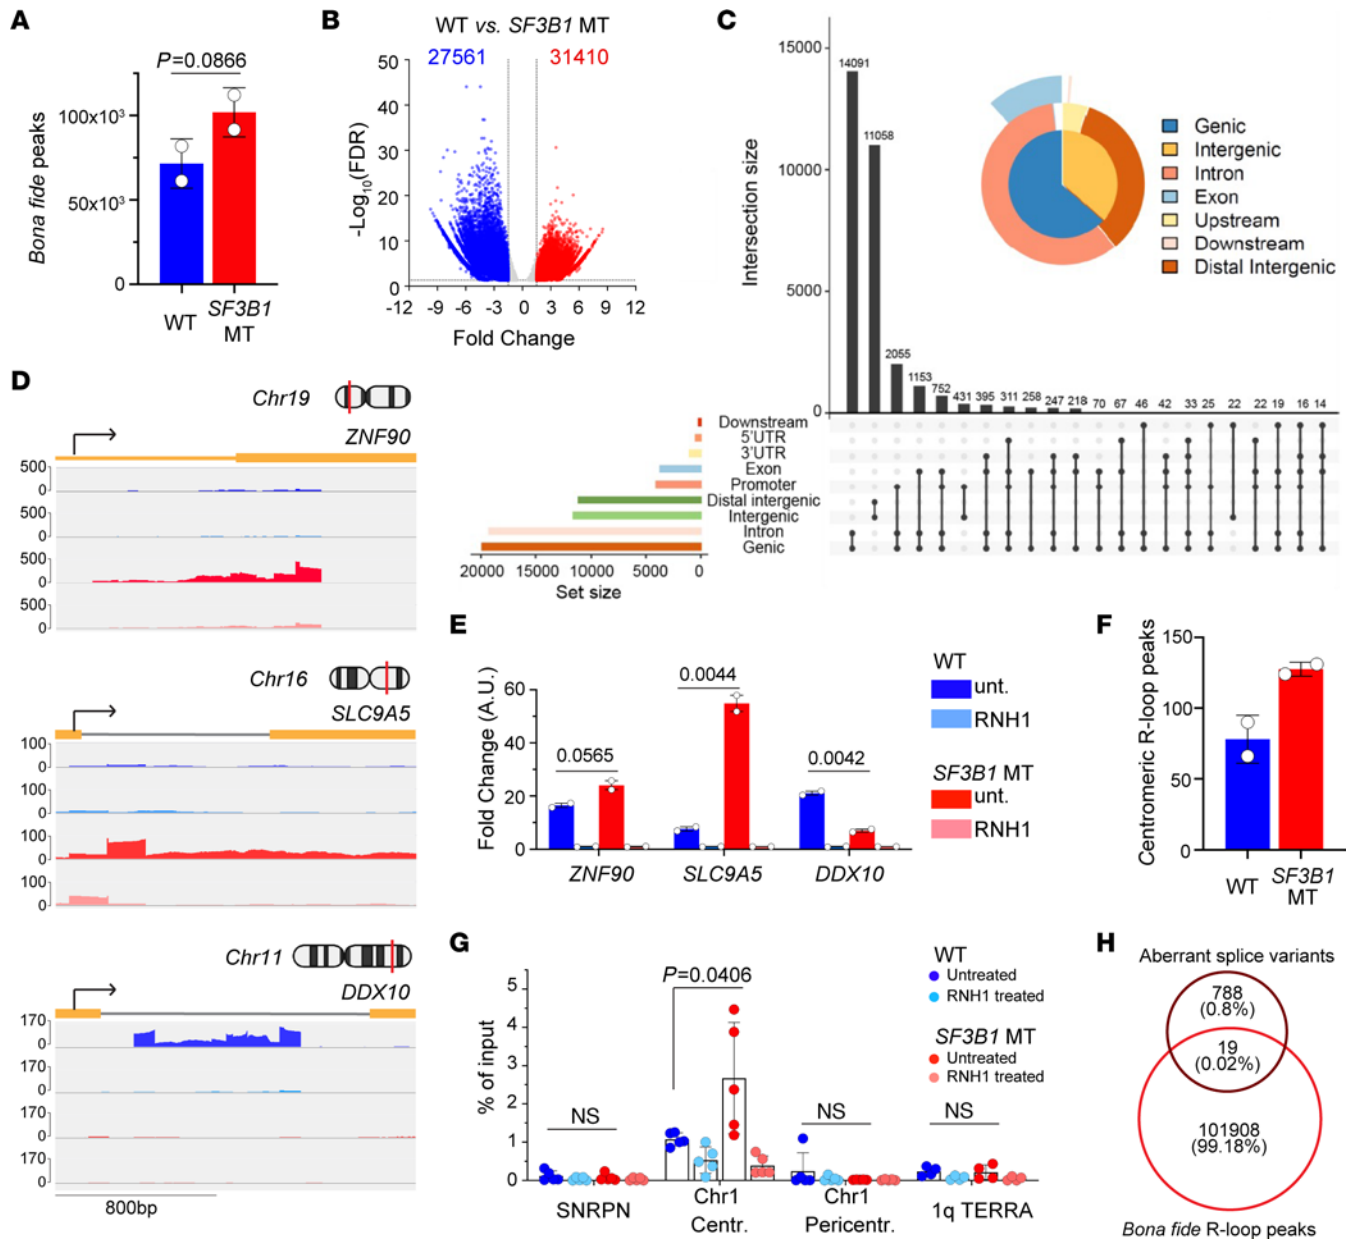 A
P=0.0866
Bona fide peaks
100x10³
50x10³
0
WT
SF3B1
MT
B
WT vs. SF3B1 MT
27561
31410
-Log10(FDR)
50
40
30
20
10
0
-12
-9
-6
-3
0
3
6
9
12
Fold Change
C
Intersection size
15000
10000
5000
0
14091
11058
2055
1153
752
431
395
311
258
247
218
70
67
46
42
33
25
22
22
19
16
14
Genic
Intergenic
Intron
Exon
Upstream
Downstream
Distal Intergenic
Downstream
5'UTR
3'UTR
Exon
Promoter
Distal intergenic
Intergenic
Intron
Genic
20000
15000
10000
5000
0
Set size
D
Chr19
ZNF90
500
0
500
0
500
0
500
0
Chr16
SLC9A5
100
0
100
0
100
0
100
0
Chr11
DDX10
170
0
170
0
170
0
170
0
800bp
E
Fold Change (A.U.)
60
40
20
0
0.0565
0.0044
0.0042
ZNF90
SLC9A5
DDX10
WT
unt.
RNH1
SF3B1 MT
unt.
RNH1
F
Centromeric R-loop peaks
150
100
50
0
WT
SF3B1
MT
G
% of input
5
4
3
2
1
0
NS
P=0.0406
NS
NS
SNRPN
Chr1
Centr.
Chr1
Pericentr.
1q TERRA
WT
Untreated
RNH1 treated
SF3B1 MT
Untreated
RNH1 treated
H
Aberrant splice variants
788
(0.8%)
19
(0.02%)
101908
(99.18%)
Bona fide R-loop peaks